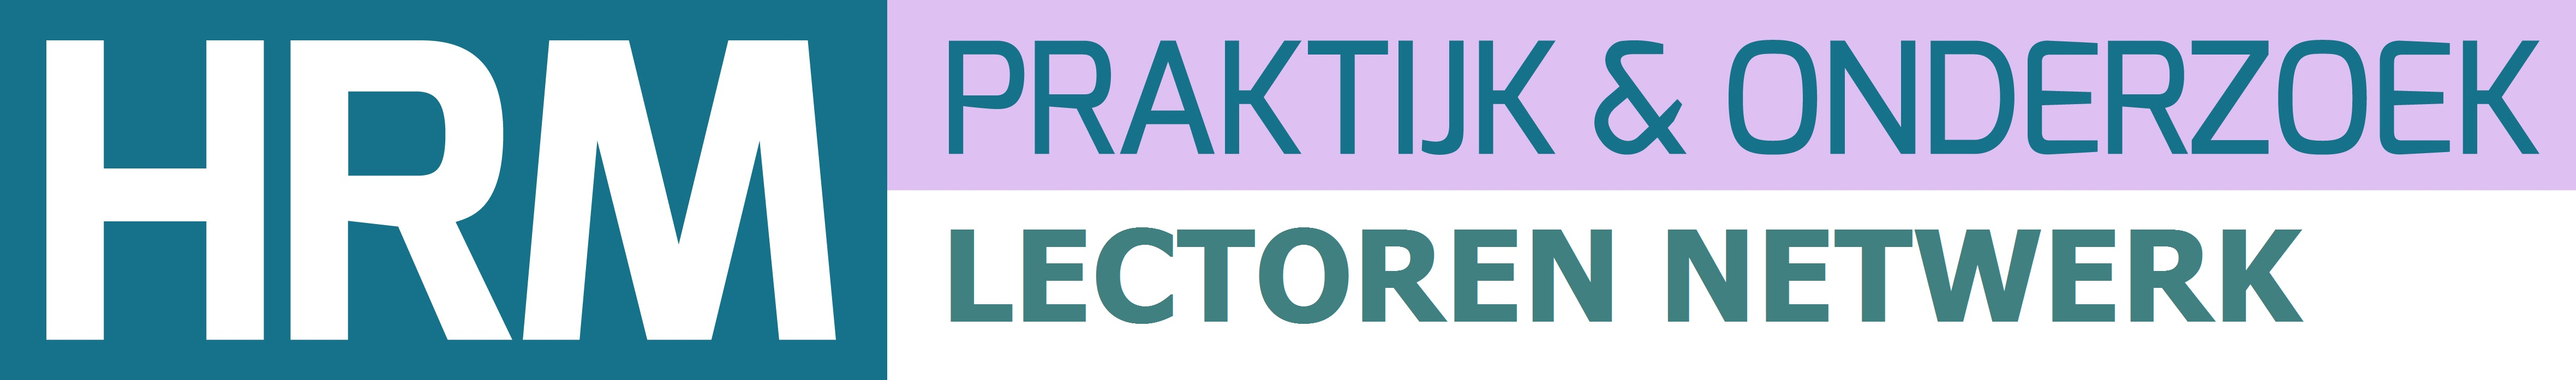 HRM
PRAKTIJK & ONDERZOEK
LECTOREN NETWERK